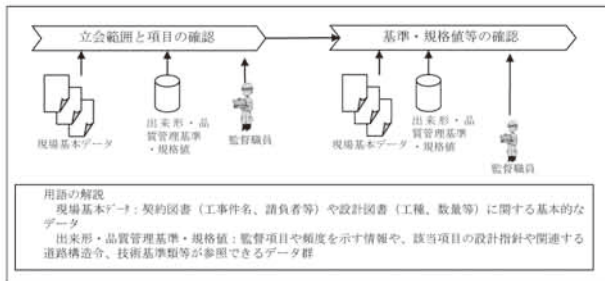 立会範囲と項目の確認
基準・規格値等の確認
現場基本データ
出来形・品
質管理基準
・規格値
監督職員
現場基本データ
出来形・品
質管理基準
・規格値
監督職員
用語の解説
現場基本ﾃﾞｰﾀ：契約図書（工事件名、請負者等）や設計図書（工種、数量等）に関する基本的な
データ
出来形・品質管理基準・規格値：監督項目や頻度を示す情報や、該当項目の設計指針や関連する
道路構造令、技術基準類等が参照できるデータ群